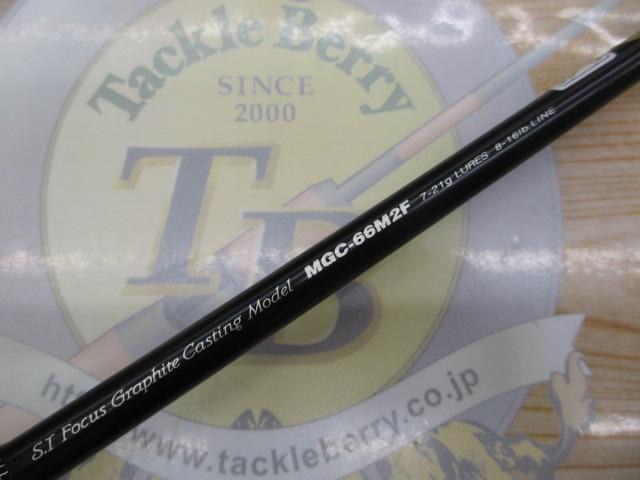 Tackle Berry
SINCE
2000
TB
S.I Focus Graphite Casting Model MGC-66M2F 7-21g LURES 8-16lb.LINE
www.tackleberry.co.jp